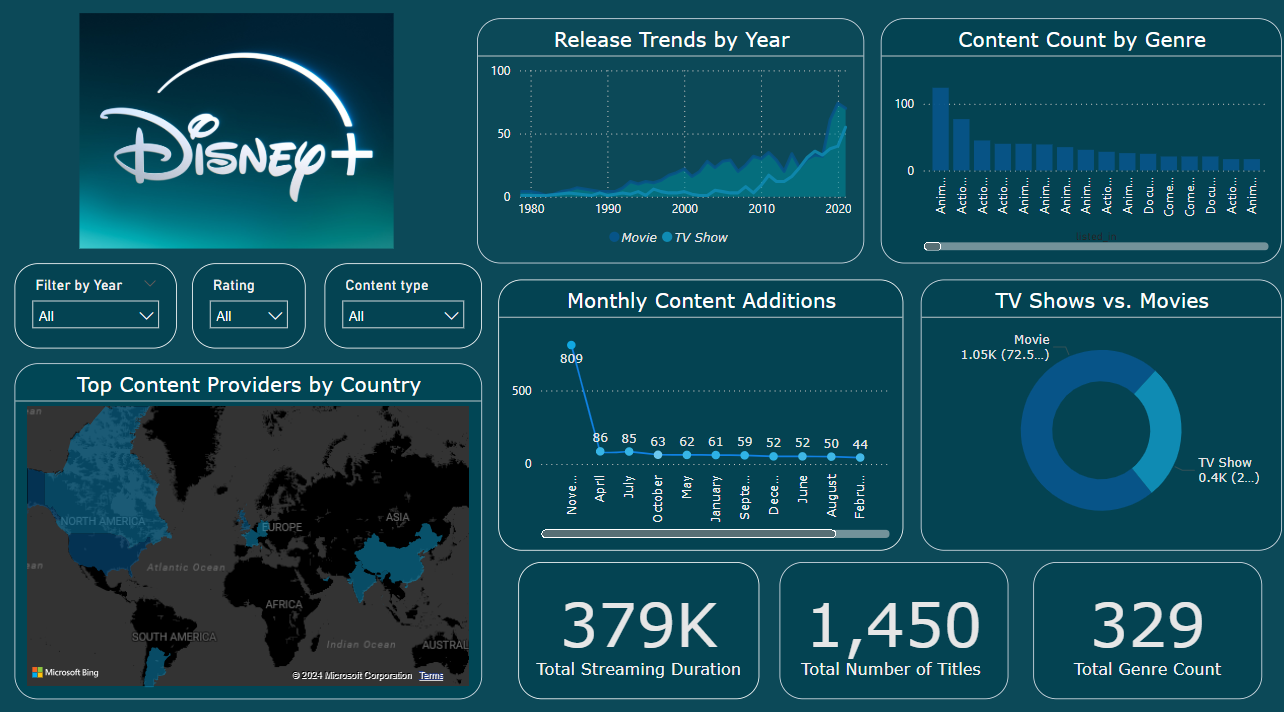 Disney+
Release Trends by Year
100
50
0
1980
1990
2000
2010
2020
Movie
TV Show
Content Count by Genre
100
0
Anim...
Actio...
Actio...
Actio...
Anim...
Anim...
Anim...
Anim...
Actio...
Anim...
Docu...
Come...
Come...
Docu...
Actio...
Anim...
listed_in
Filter by Year
All
Rating
All
Content type
All
Monthly Content Additions
500
0
809
86
85
63
62
61
59
52
52
50
44
Nove...
April
July
October
May
January
Septe...
Dece...
June
August
Febru...
TV Shows vs. Movies
Movie
1.05K (72.5...)
TV Show
0.4K (2...)
Top Content Providers by Country
ean
NORTH AMERICA
EUROPE
ASIA
Atlantic Ocean
ean
AFRICA
SOUTH AMERICA
Indian Ocean
AUSTRAL
Microsoft Bing
© 2024 Microsoft Corporation
Terms
379K
Total Streaming Duration
1,450
Total Number of Titles
329
Total Genre Count